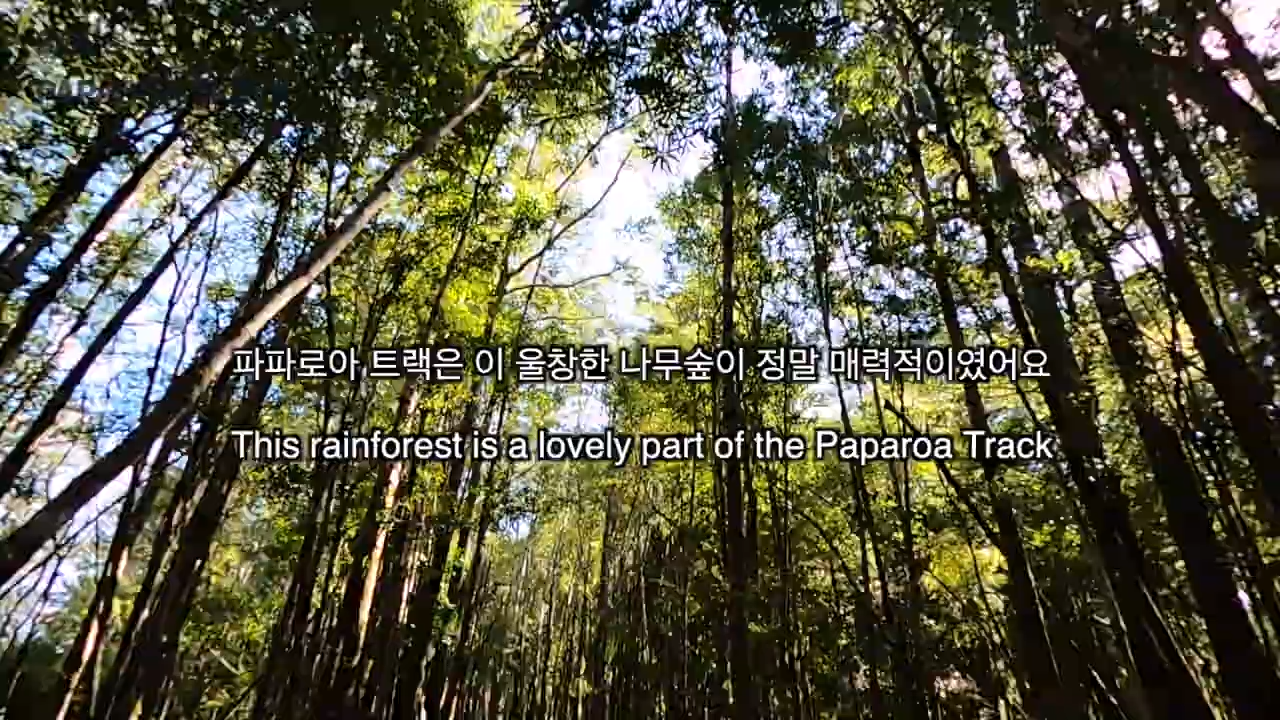 파파로아 트랙은 이 울창한 나무숲이 정말 매력적이였어요
This rainforest is a lovely part of the Paparoa Track